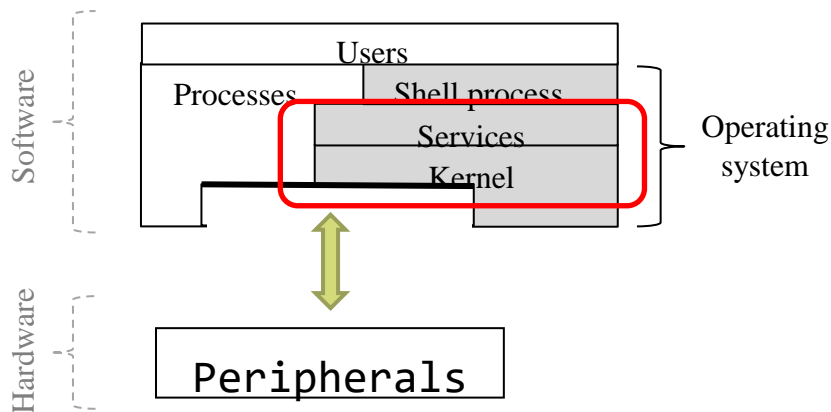 Software
Users
Processes
Shell process
Services
Kernel
Operating
system
Hardware
Peripherals